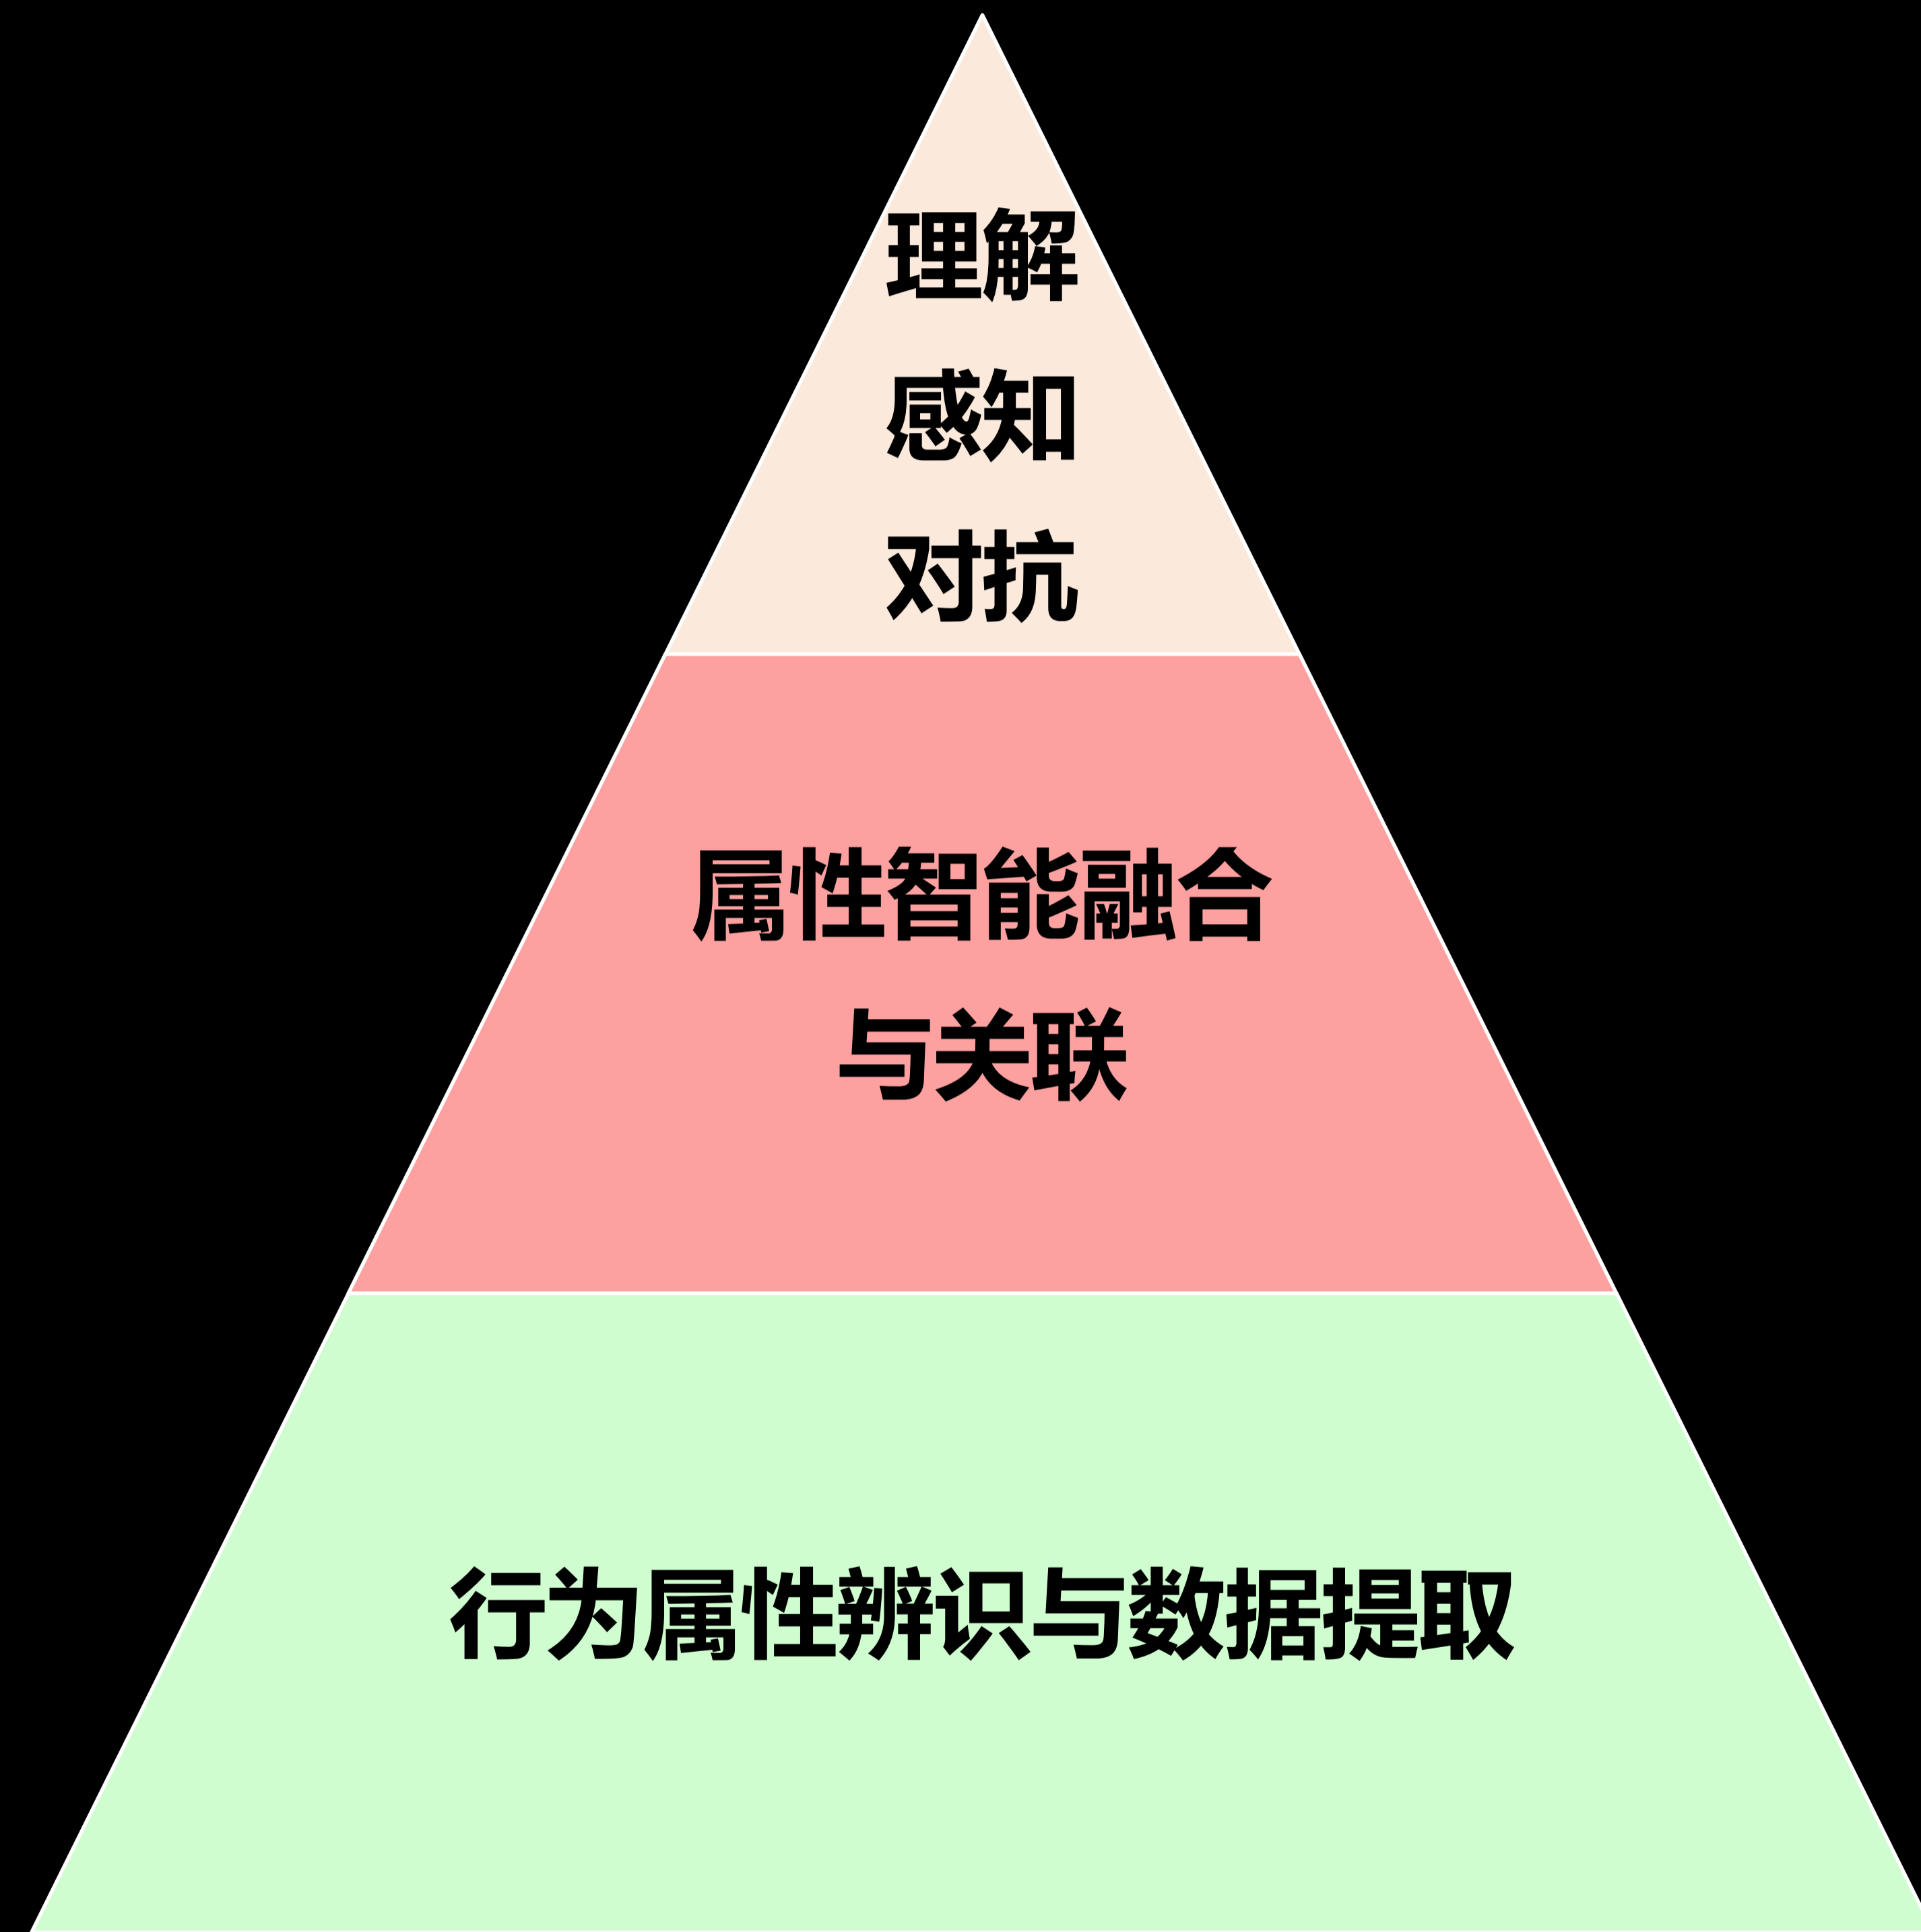 理解
感知
对抗
属性智能融合
与关联
行为属性辨识与数据提取